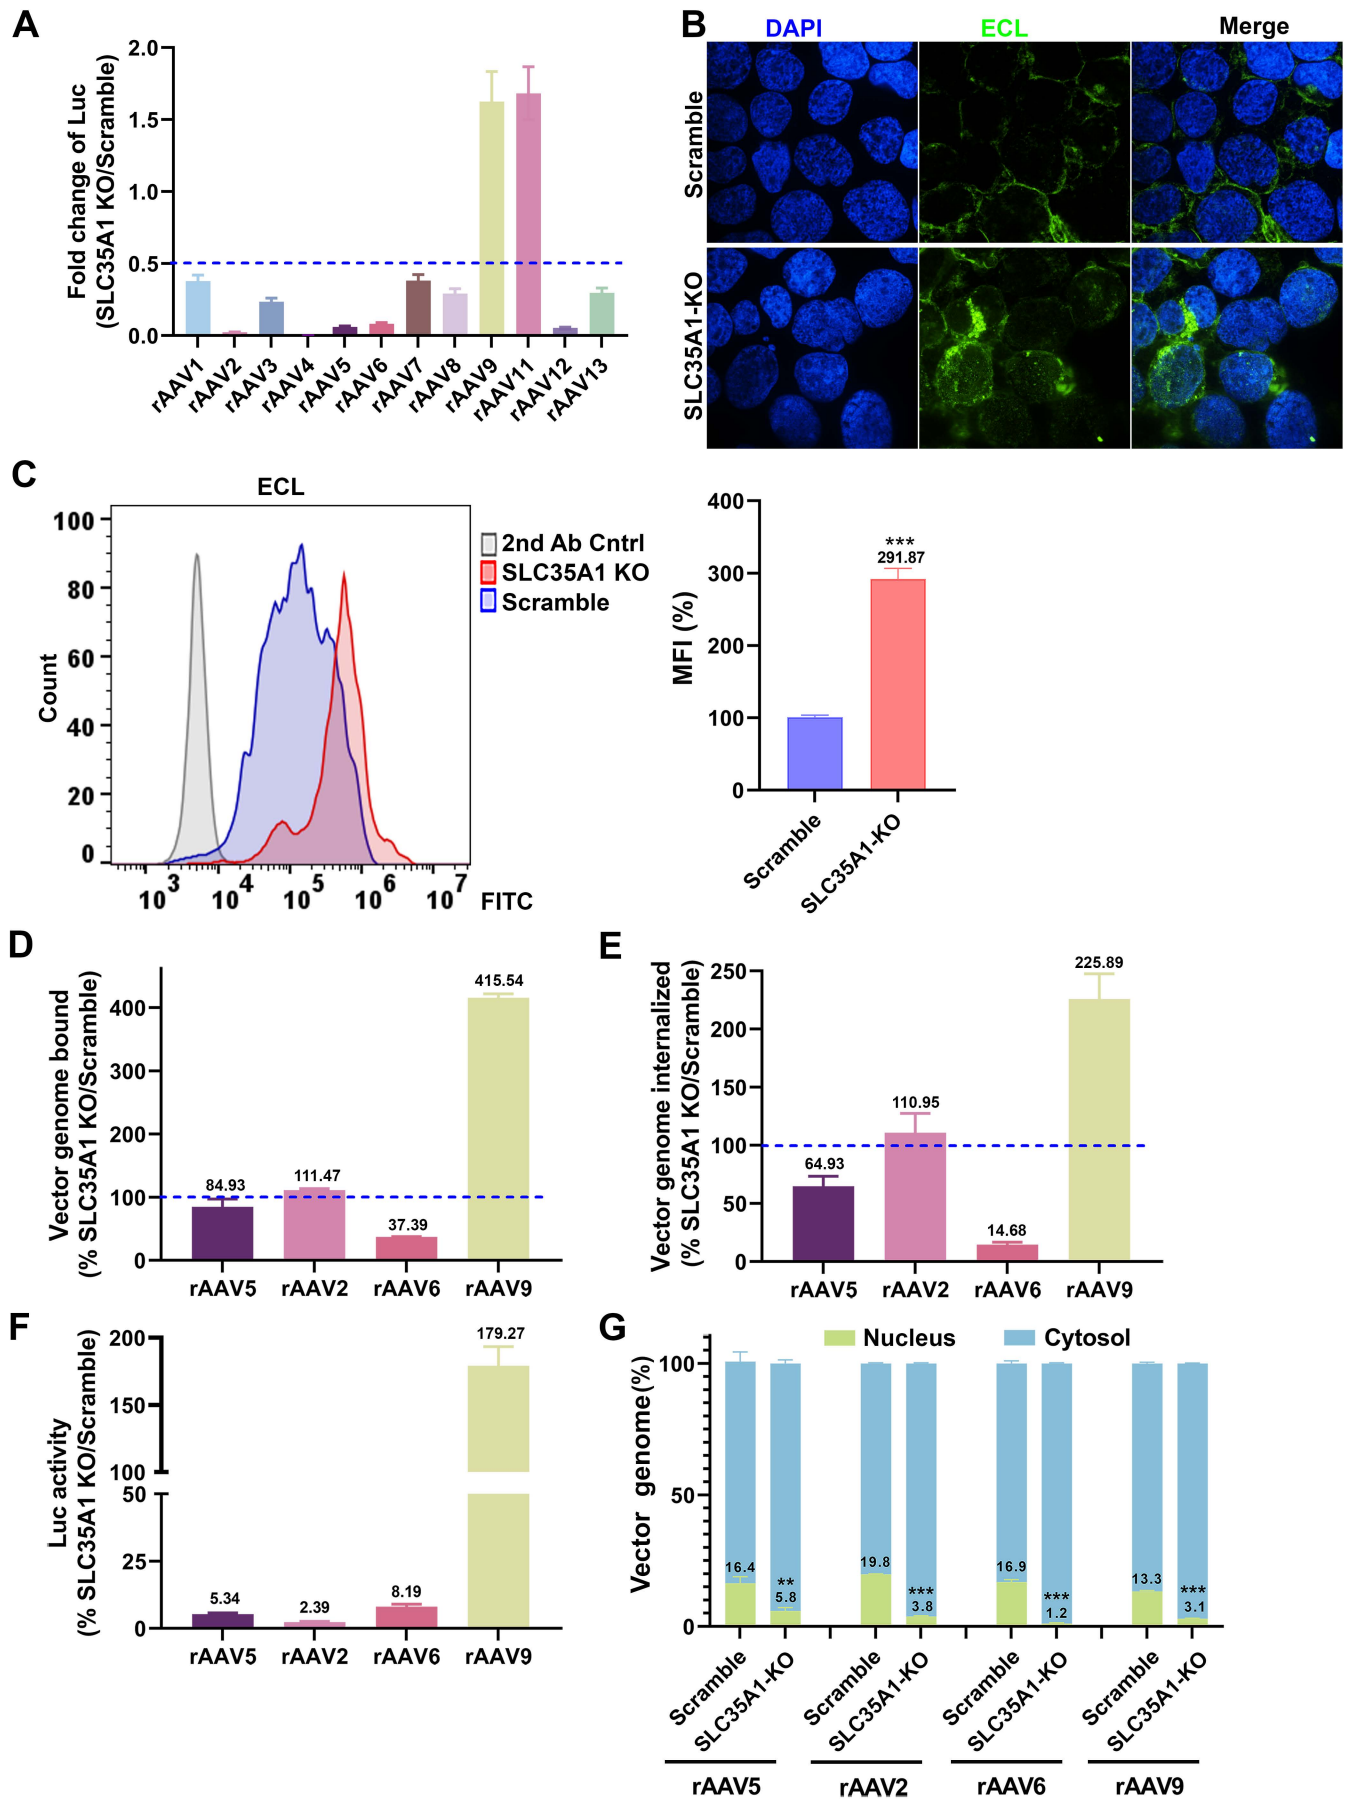 A
Fold change of Luc
(SLC35A1 KO/Scramble)
2.0
1.5
1.0
0.5
0.0
rAAV1
rAAV2
rAAV3
rAAV4
rAAV5
rAAV6
rAAV7
rAAV8
rAAV9
rAAV11
rAAV12
rAAV13
B
DAPI
ECL
Merge
Scramble
SLC35A1-KO
C
ECL
Count
100
80
60
40
20
0
10^3
10^4
10^5
10^6
10^7
FITC
2nd Ab Cntrl
SLC35A1 KO
Scramble
MFI (%)
400
300
200
100
0
***
291.87
Scramble
SLC35A1-KO
D
Vector genome bound
(% SLC35A1 KO/Scramble)
400
300
200
100
0
84.93
111.47
37.39
415.54
rAAV5
rAAV2
rAAV6
rAAV9
E
Vector genome internalized
(% SLC35A1 KO/Scramble)
250
200
150
100
50
0
64.93
110.95
14.68
225.89
rAAV5
rAAV2
rAAV6
rAAV9
F
Luc activity
(% SLC35A1 KO/Scramble)
200
150
100
50
25
0
5.34
2.39
8.19
179.27
rAAV5
rAAV2
rAAV6
rAAV9
G
Nucleus
Cytosol
Vector genome(%)
100
50
0
16.4
**
5.8
19.8
***
3.8
16.9
***
1.2
13.3
***
3.1
Scramble
SLC35A1-KO
Scramble
SLC35A1-KO
Scramble
SLC35A1-KO
Scramble
SLC35A1-KO
rAAV5
rAAV2
rAAV6
rAAV9